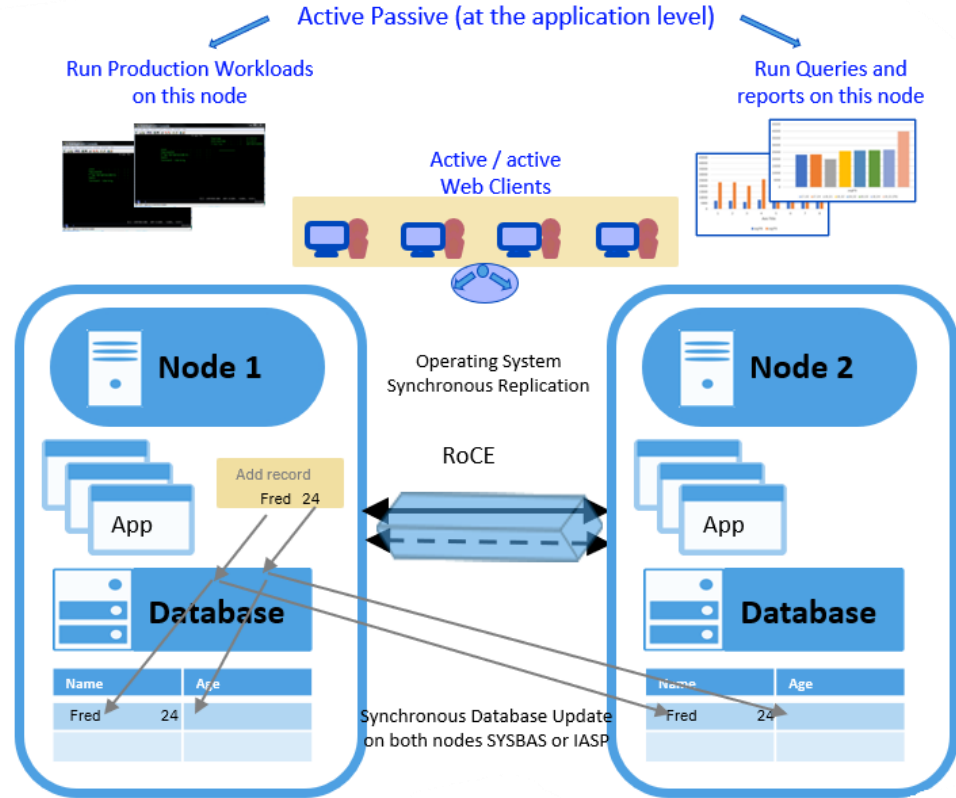 Active Passive (at the application level)
Run Production Workloads
on this node
Run Queries and
reports on this node
Active / active
Web Clients
Node 1
Operating System
Synchronous Replication
Node 2
RoCE
Add record
Fred 24
App
App
Database
Database
Name Age
Fred 24
Name Age
Fred 24
Synchronous Database Update
on both nodes SYSBAS or IASP